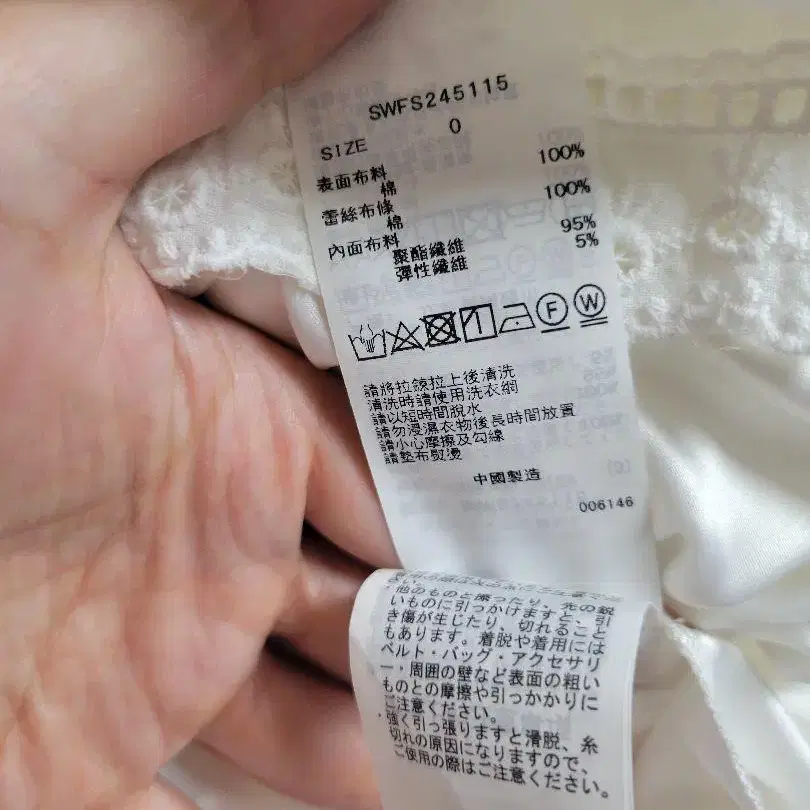 SWFS245115
SIZE 0
表面布料 100%
棉
蕾絲布條 100%
棉
內面布料 95%
聚酯纖維 5%
彈性纖維
F W
請將拉鍊拉上後清洗
清洗時請使用洗衣網
請以短時間脫水
請勿浸濕衣物後長時間放置
請小心摩擦及勾線
請墊布熨燙
中國製造
006146
・他のものと擦ったり、先の鋭
いものに引っかけますと、引
き傷が生じたり、切れること
もあります。着脱や着用には
ベルト・バッグ・アクセサリ
ー・周囲の壁など表面の粗い
ものとの摩擦や引っかかりに
ご注意ください。
・強く引っ張りますと滑脱、糸
切れの原因になりますので、
ご使用の際はご注意ください。